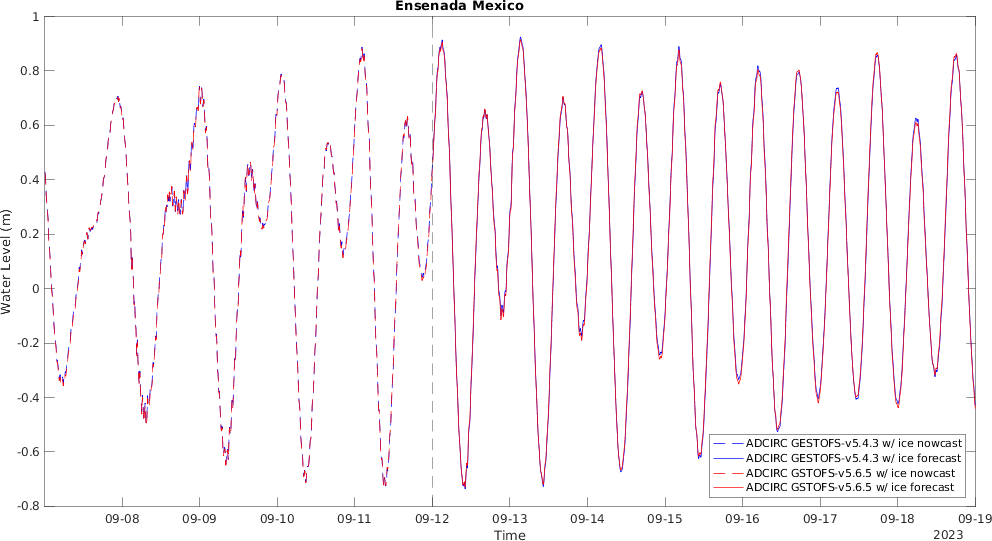 Ensenada Mexico
1
0.8
0.6
0.4
0.2
0
-0.2
-0.4
-0.6
-0.8
Water Level (m)
ADCIRC GESTOFS-v5.4.3 w/ ice nowcast
ADCIRC GESTOFS-v5.4.3 w/ ice forecast
ADCIRC GSTOFS-v5.6.5 w/ ice nowcast
ADCIRC GSTOFS-v5.6.5 w/ ice forecast
09-08 09-09 09-10 09-11 09-12 09-13 09-14 09-15 09-16 09-17 09-18 09-19
Time
2023